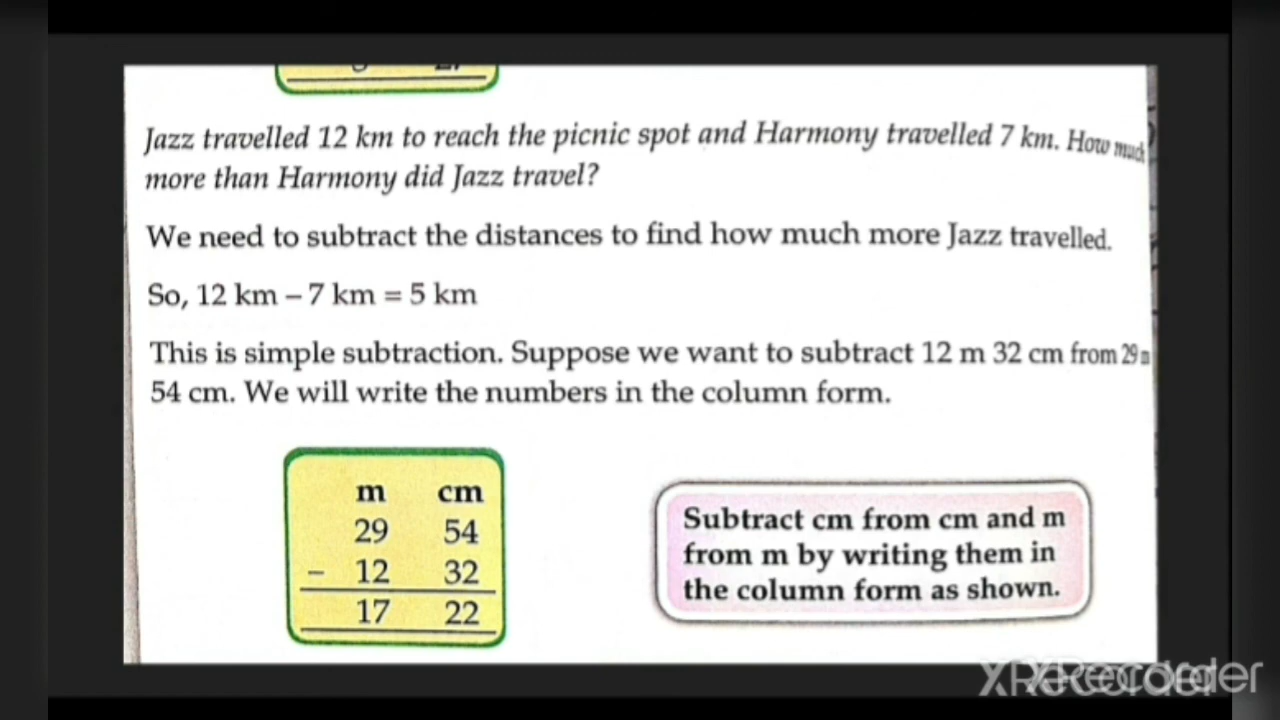 Jazz travelled 12 km to reach the picnic spot and Harmony travelled 7 km. How much
more than Harmony did Jazz travel?
We need to subtract the distances to find how much more Jazz travelled.
So, 12 km – 7 km = 5 km
This is simple subtraction. Suppose we want to subtract 12 m 32 cm from 29 m
54 cm. We will write the numbers in the column form.
m cm
29 54
– 12 32
17 22
Subtract cm from cm and m
from m by writing them in
the column form as shown.
XRecorder